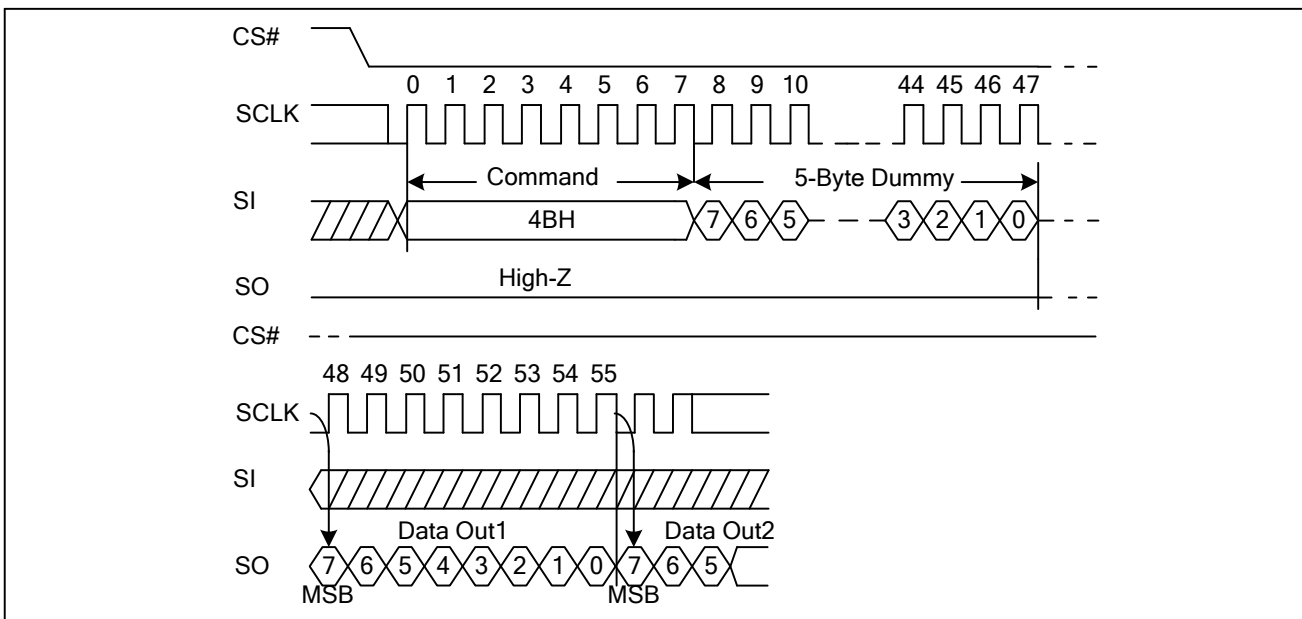 CS#
0 1 2 3 4 5 6 7 8 9 10 44 45 46 47
SCLK
Command 5-Byte Dummy
SI
4BH 7 6 5 3 2 1 0
High-Z
SO
CS#
48 49 50 51 52 53 54 55
SCLK
SI
Data Out1 Data Out2
SO 7 6 5 4 3 2 1 0 7 6 5
MSB MSB